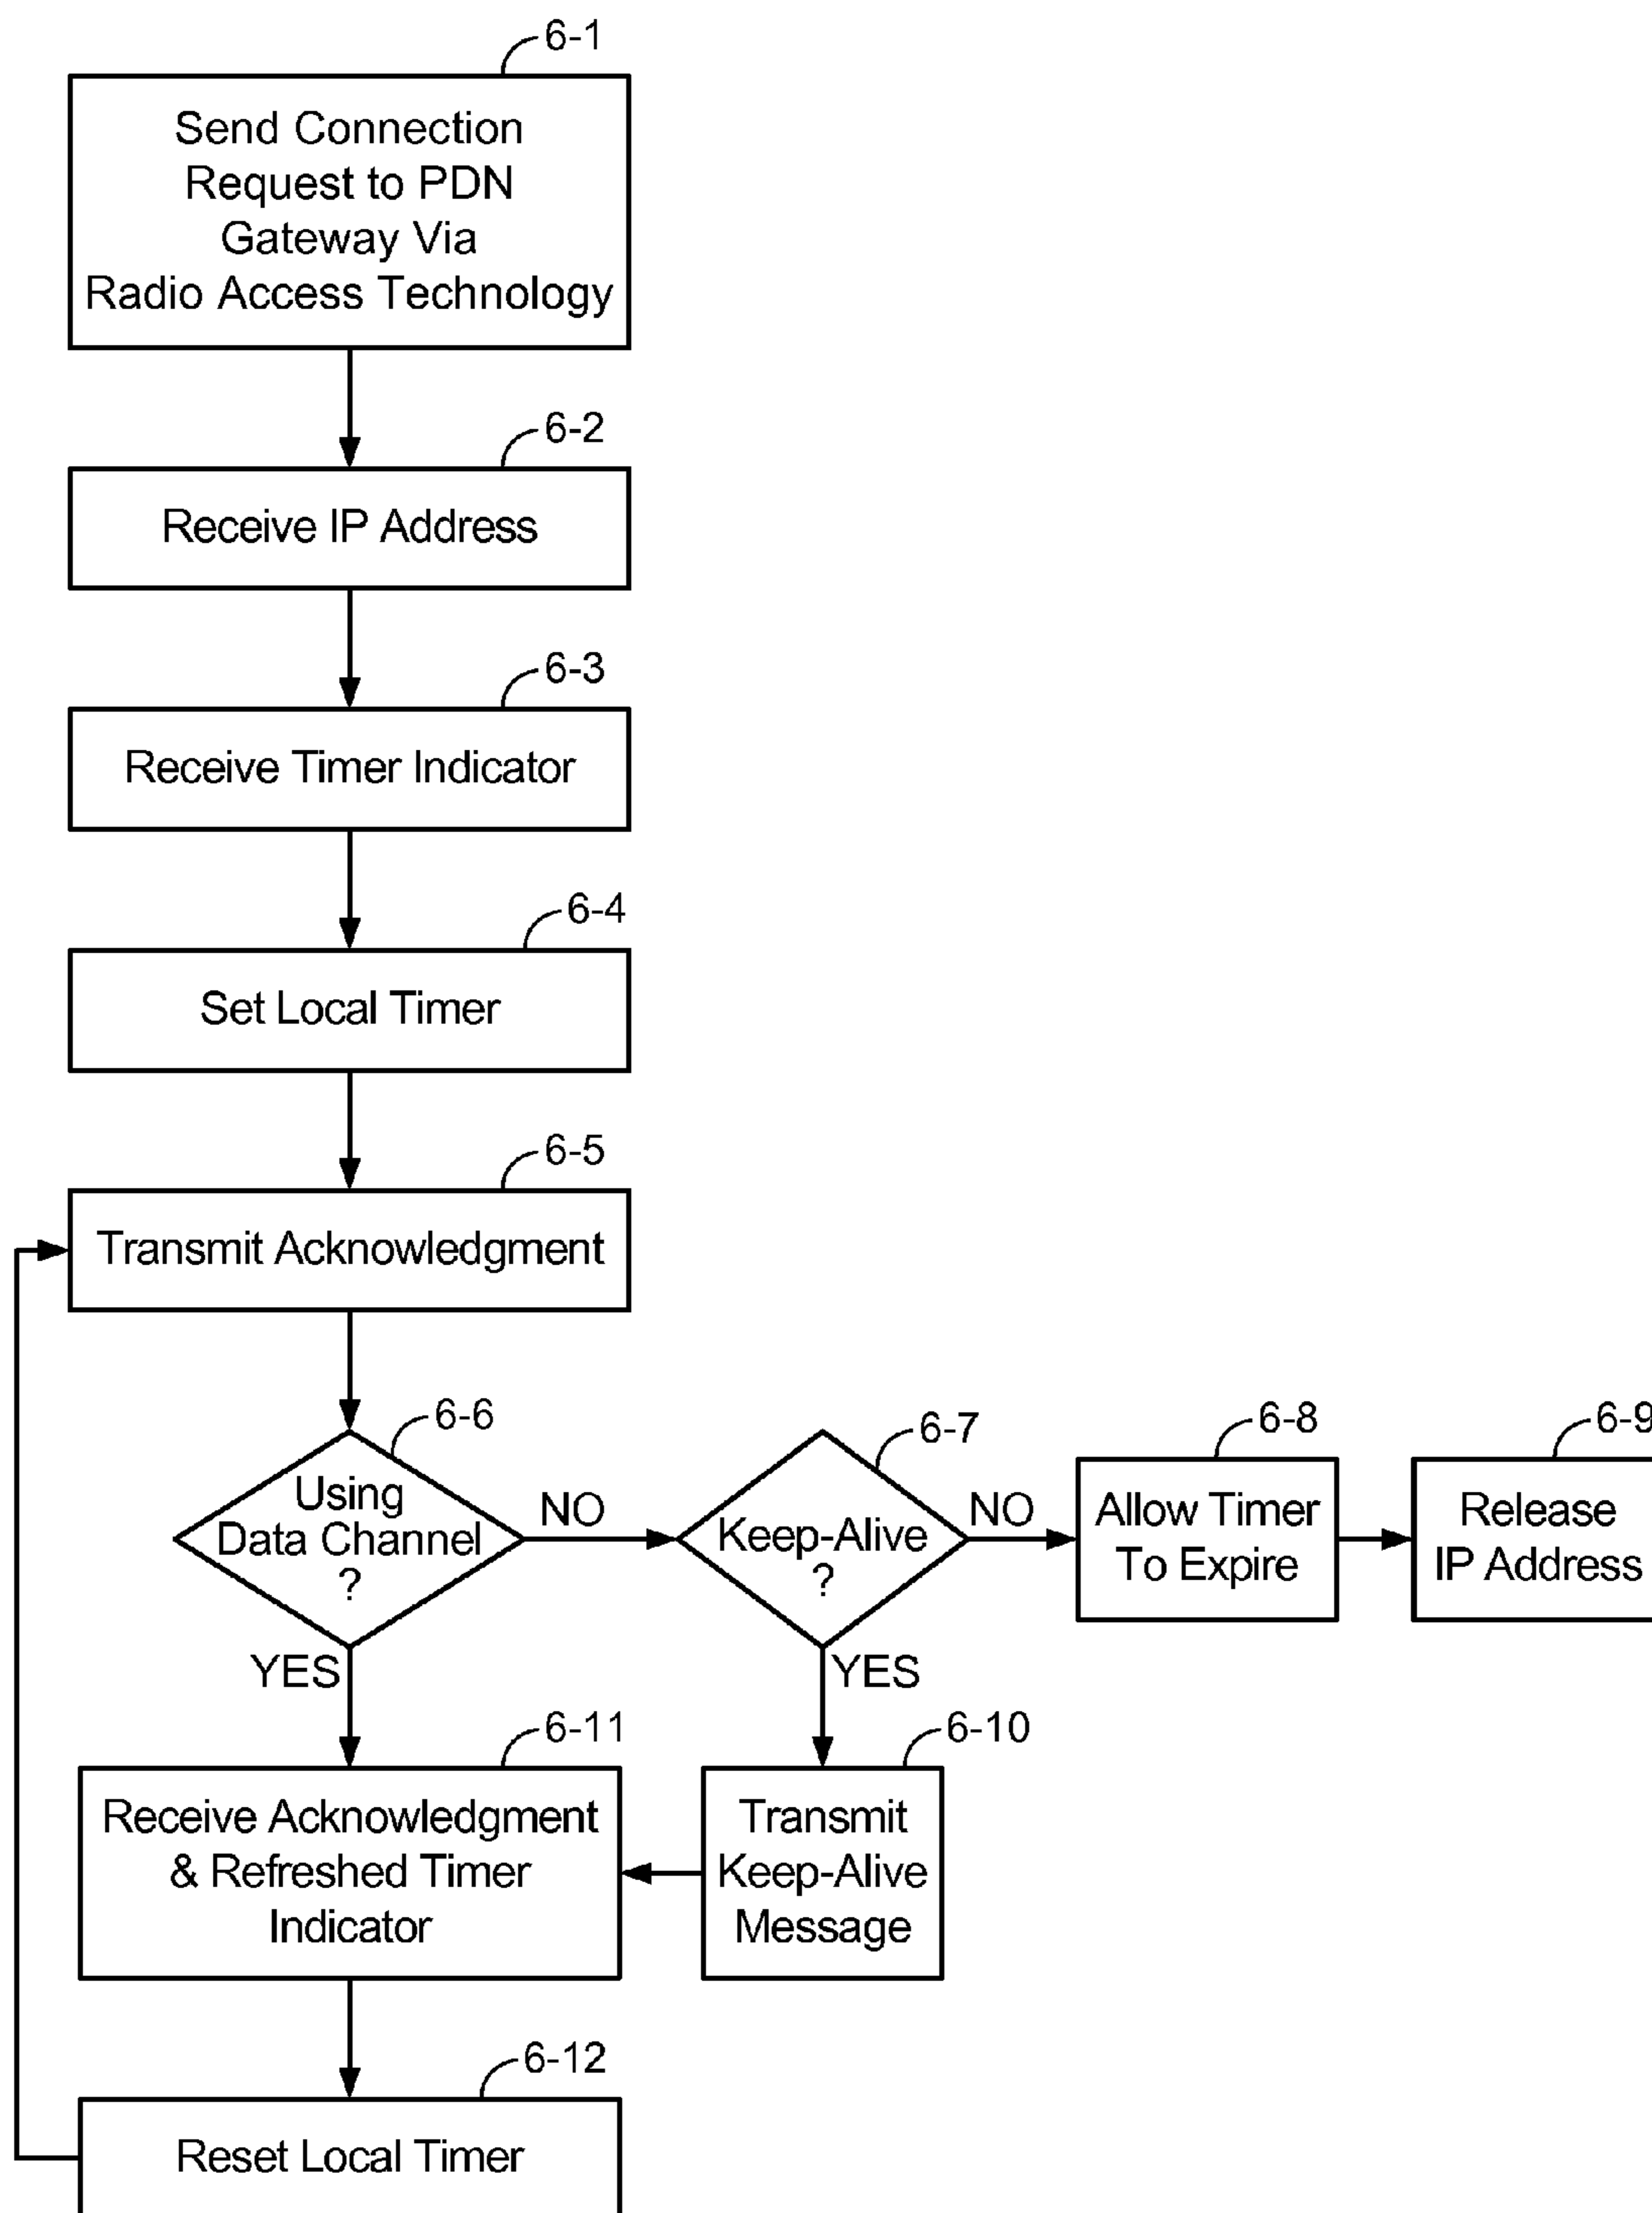 6-1
Send Connection
Request to PDN
Gateway Via
Radio Access Technology
6-2
Receive IP Address
6-3
Receive Timer Indicator
6-4
Set Local Timer
6-5
Transmit Acknowledgment
6-6
Using
Data Channel
?
NO
YES
6-7
Keep-Alive
?
NO
YES
6-8
Allow Timer
To Expire
6-9
Release
IP Address
6-11
Receive Acknowledgment
& Refreshed Timer
Indicator
6-10
Transmit
Keep-Alive
Message
6-12
Reset Local Timer